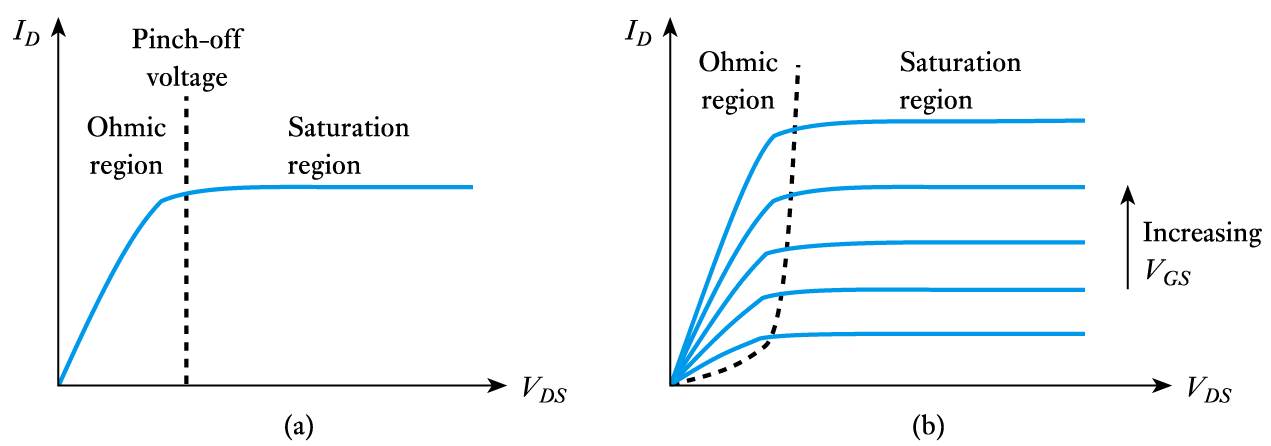 I_D
Pinch-off
voltage
Ohmic
region
Saturation
region
V_DS
(a)
I_D
Ohmic
region
Saturation
region
Increasing
V_GS
V_DS
(b)